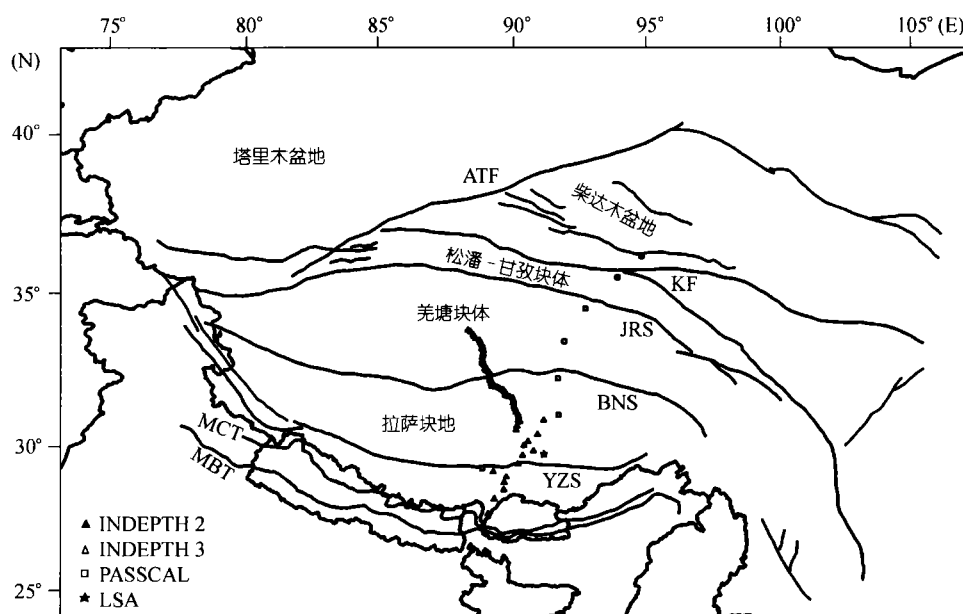 75° 80° 85° 90° 95° 100° 105° (E)
(N)
40°
塔里木盆地
ATF
柴达木盆地
松潘-甘孜块体
35°
KF
羌塘块体
JRS
BNS
拉萨块地
30°
MCT
MBT
YZS
INDEPTH 2
INDEPTH 3
PASSCAL
25°
LSA